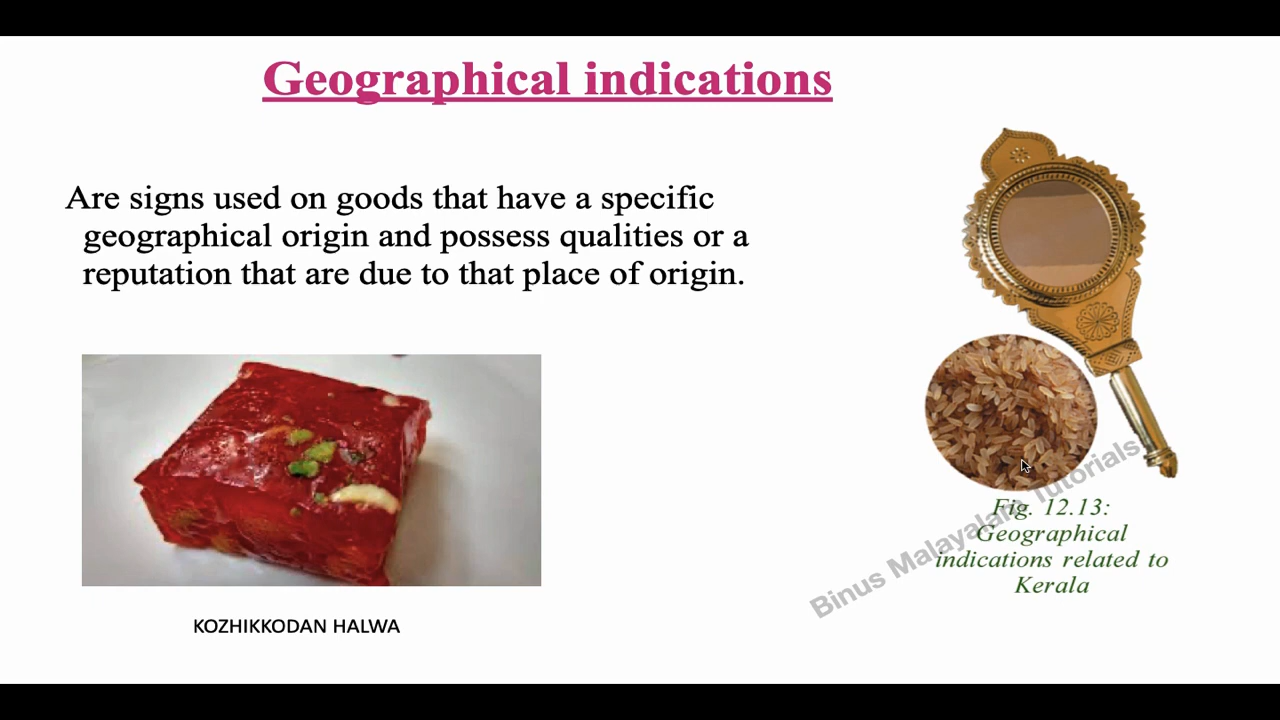 Geographical indications
Are signs used on goods that have a specific
geographical origin and possess qualities or a
reputation that are due to that place of origin.
KOZHIKKODAN HALWA
Fig. 12.13:
Geographical
indications related to
Kerala
Binus Malayalam Tutorials